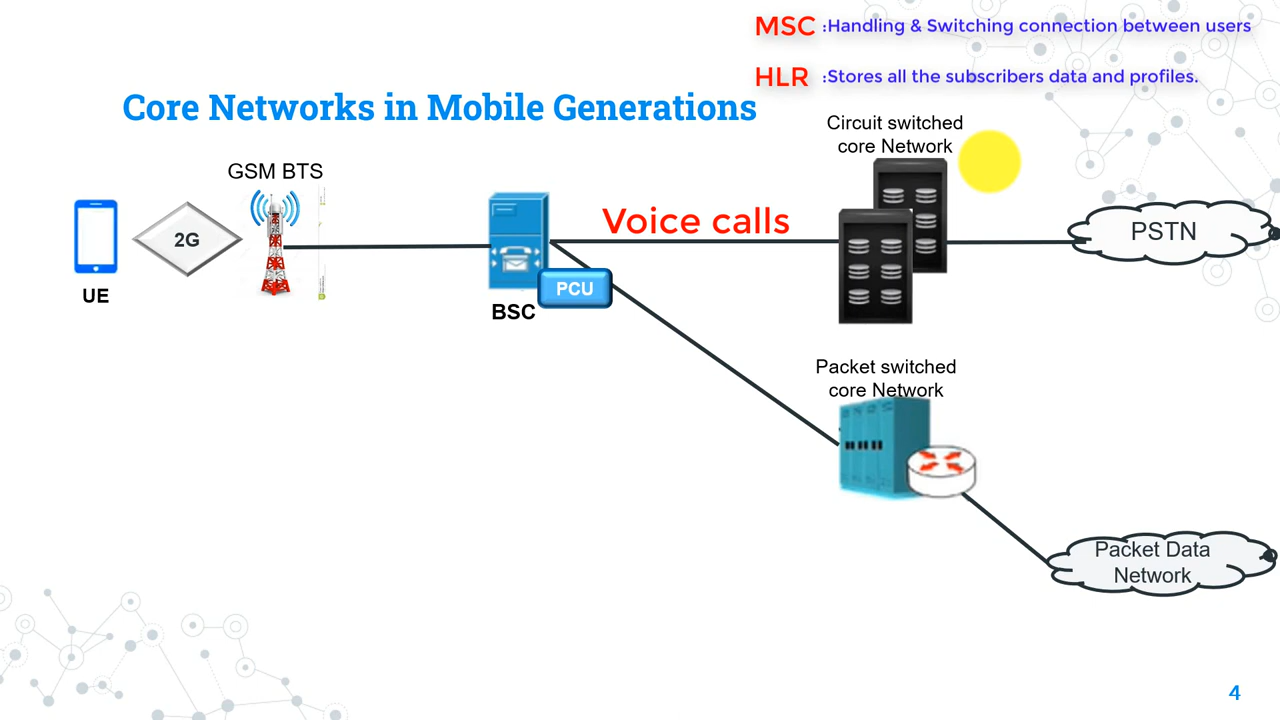 MSC :Handling & Switching connection between users
HLR :Stores all the subscribers data and profiles.
Core Networks in Mobile Generations
Circuit switched
core Network
GSM BTS
2G
UE
Voice calls
PSTN
PCU
BSC
Packet switched
core Network
Packet Data
Network
4